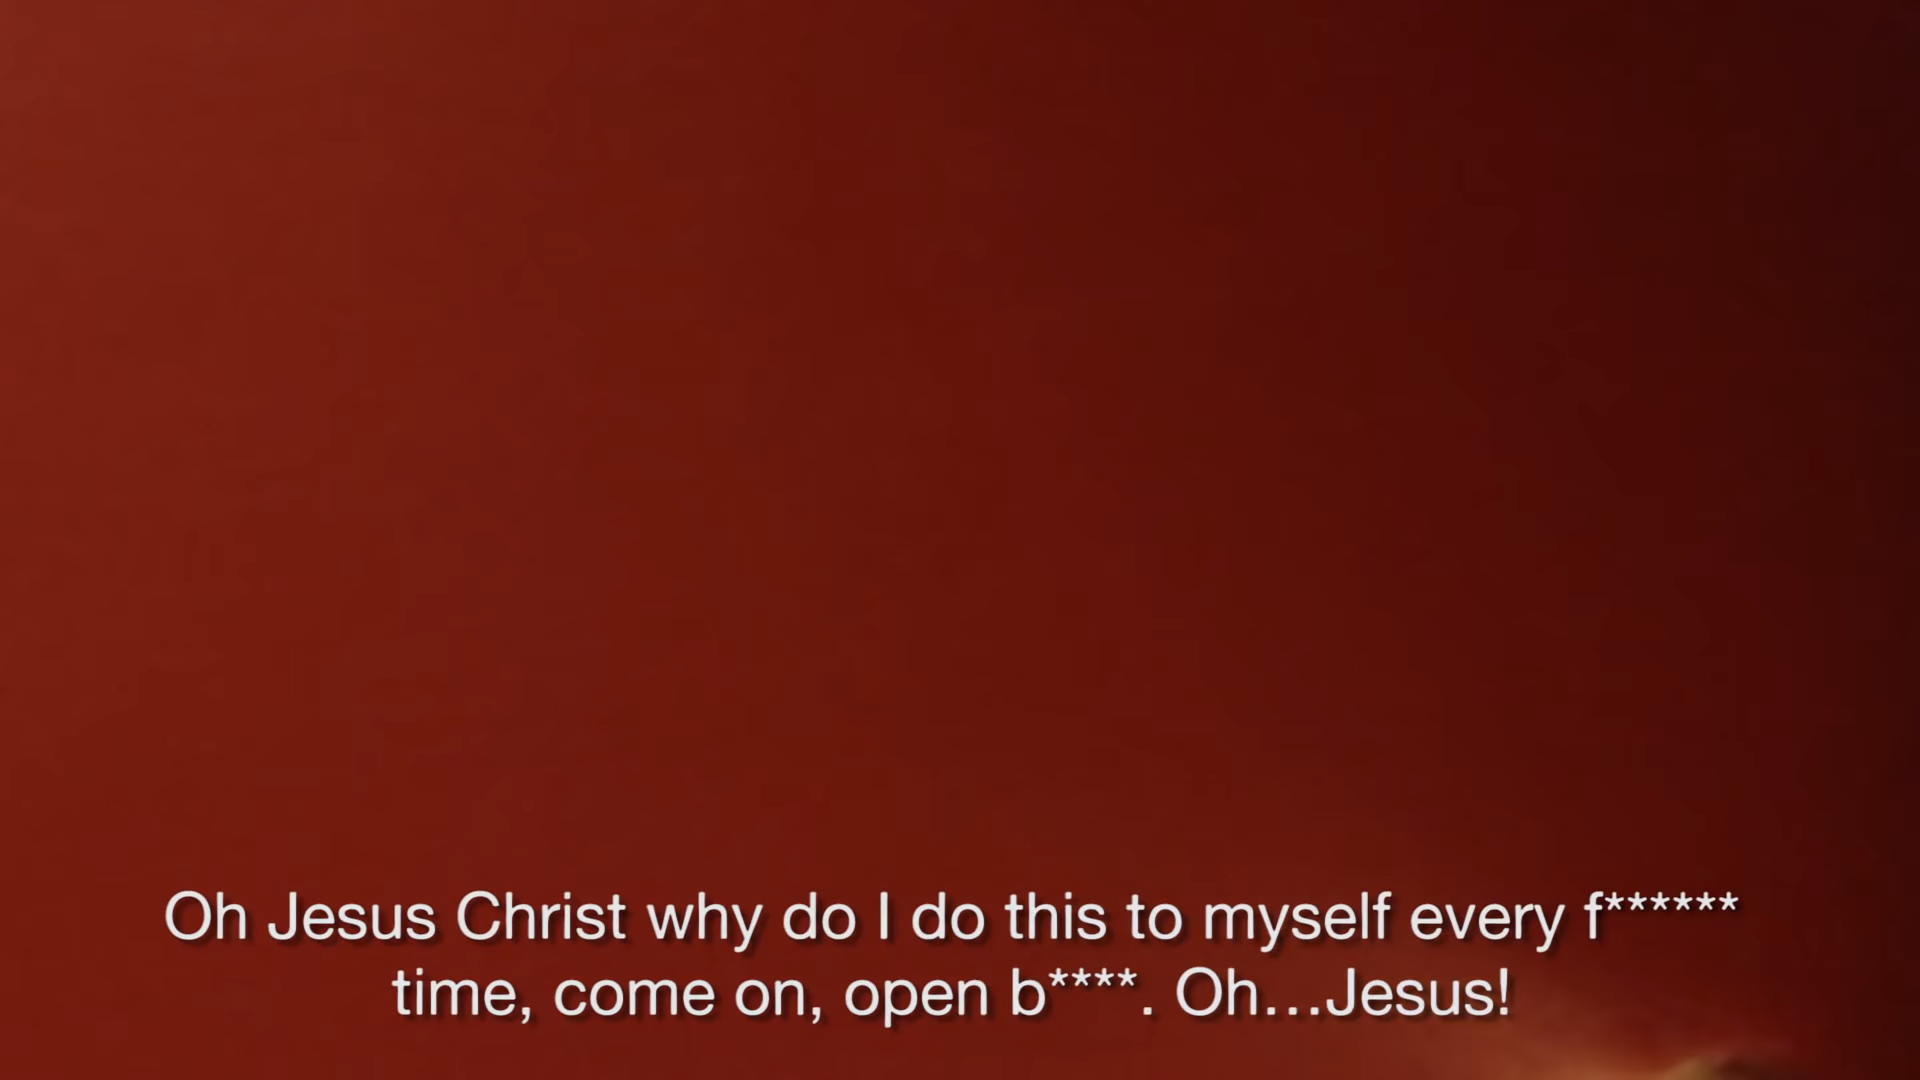 Oh Jesus Christ why do I do this to myself every f******
time, come on, open b****. Oh...Jesus!